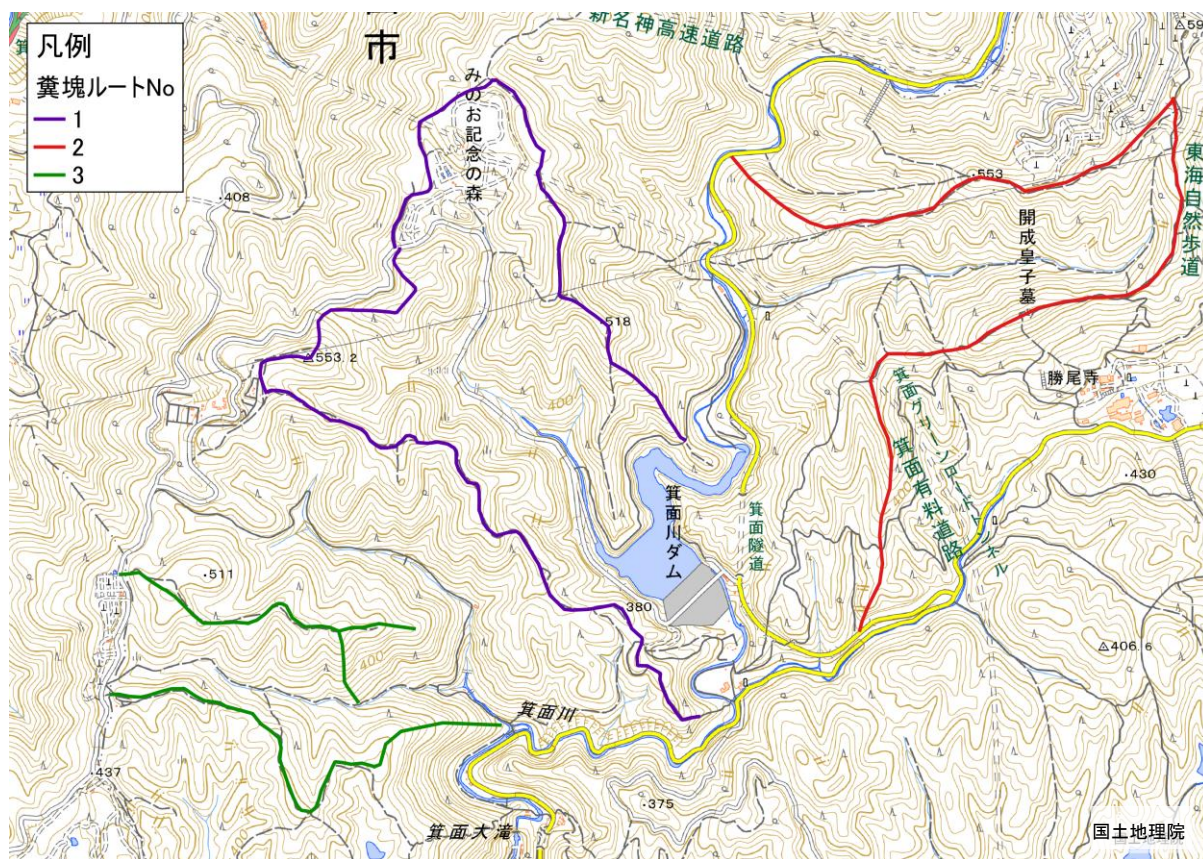 凡例
糞塊ルートNo
1
2
3
市
新名神高速道路
みのお記念の森
408
553
東海自然歩道
開成皇子墓
400
518
553.2
400
勝尾寺
箕面グリーンロードトンネル
箕面有料道路
430
箕面川ダム
箕面隧道
511
380
400
406.6
箕面川
437
375
箕面大滝
国土地理院